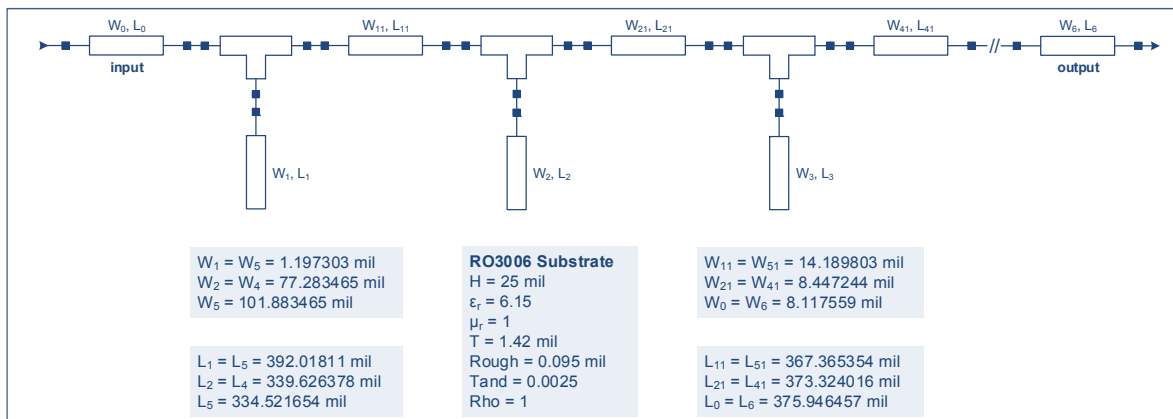 W₀, L₀
W₁₁, L₁₁
W₂₁, L₂₁
W₄₁, L₄₁
W₆, L₆
input
//
output
W₁, L₁
W₂, L₂
W₃, L₃
W₁ = W₅ = 1.197303 mil
W₂ = W₄ = 77.283465 mil
W₅ = 101.883465 mil
L₁ = L₅ = 392.01811 mil
L₂ = L₄ = 339.626378 mil
L₅ = 334.521654 mil
RO3006 Substrate
H = 25 mil
εᵣ = 6.15
μᵣ = 1
T = 1.42 mil
Rough = 0.095 mil
Tand = 0.0025
Rho = 1
W₁₁ = W₅₁ = 14.189803 mil
W₂₁ = W₄₁ = 8.447244 mil
W₀ = W₆ = 8.117559 mil
L₁₁ = L₅₁ = 367.365354 mil
L₂₁ = L₄₁ = 373.324016 mil
L₀ = L₆ = 375.946457 mil